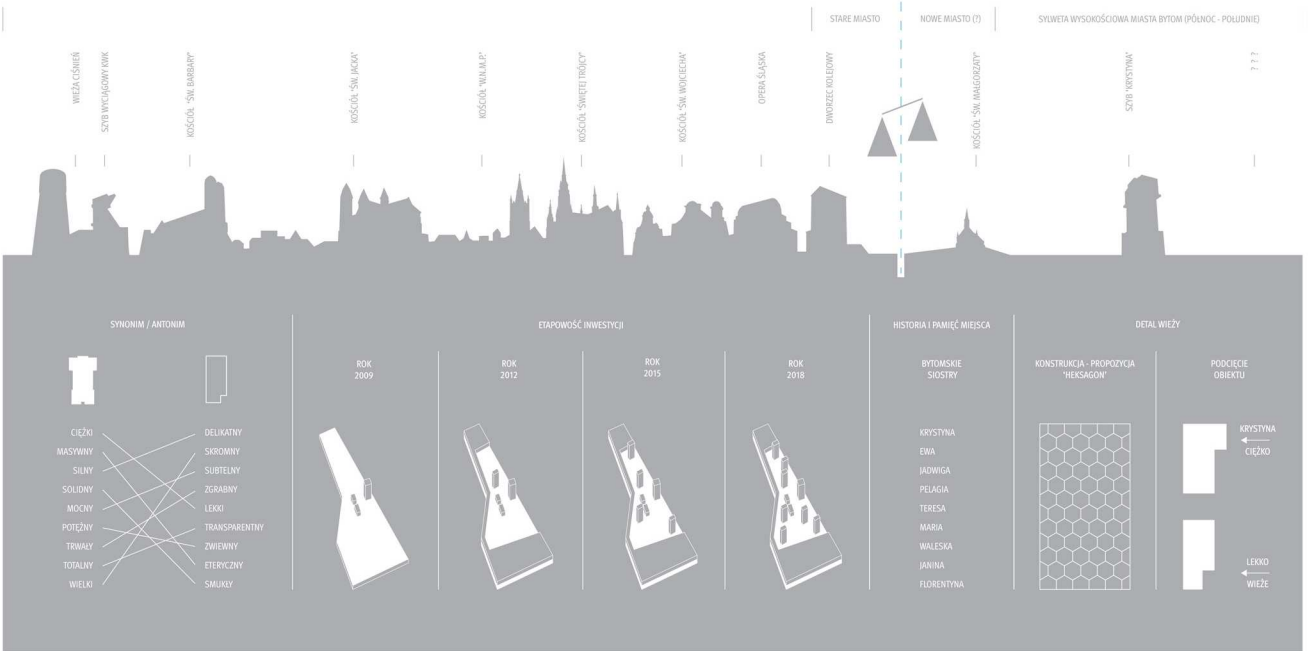 STARE MIASTO
NOWE MIASTO (?)
SYLWETA WYSOKOŚCIOWA MIASTA BYTOM (PÓŁNOC - POŁUDNIE)
WIEŻA CIŚNIEŃ
SZYB WYCIĄGOWY KWK
KOŚCIÓŁ "ŚW. BARBARY"
KOŚCIÓŁ "ŚW. JACKA"
KOŚCIÓŁ "W.N.M.P."
KOŚCIÓŁ "ŚWIĘTEJ TRÓJCY"
KOŚCIÓŁ "ŚW. WOJCIECHA"
OPERA ŚLĄSKA
DWORZEC KOLEJOWY
KOŚCIÓŁ "ŚW. MAŁGORZATY"
SZYB "KRYSTYNA"
? ? ?
SYNONIM / ANTONIM
CIĘŻKI
MASYWNY
SILNY
SOLIDNY
MOCNY
POTĘŻNY
TRWAŁY
TOTALNY
WIELKI
DELIKATNY
SKROMNY
SUBTELNY
ZGRABNY
LEKKI
TRANSPARENTNY
ZWIEWNY
ETERYCZNY
SMUKŁY
ETAPOWOŚĆ INWESTYCJI
ROK
2009
ROK
2012
ROK
2015
ROK
2018
HISTORIA I PAMIĘĆ MIEJSCA
BYTOMSKIE
SIOSTRY
KRYSTYNA
EWA
JADWIGA
PELAGIA
TERESA
MARIA
WALESKA
JANINA
FLORENTYNA
DETAL WIEŻY
KONSTRUKCJA - PROPOZYCJA
"HEKSAGON"
PODCIĘCIE
OBIEKTU
KRYSTYNA
CIĘŻKO
LEKKO
WIEŻE